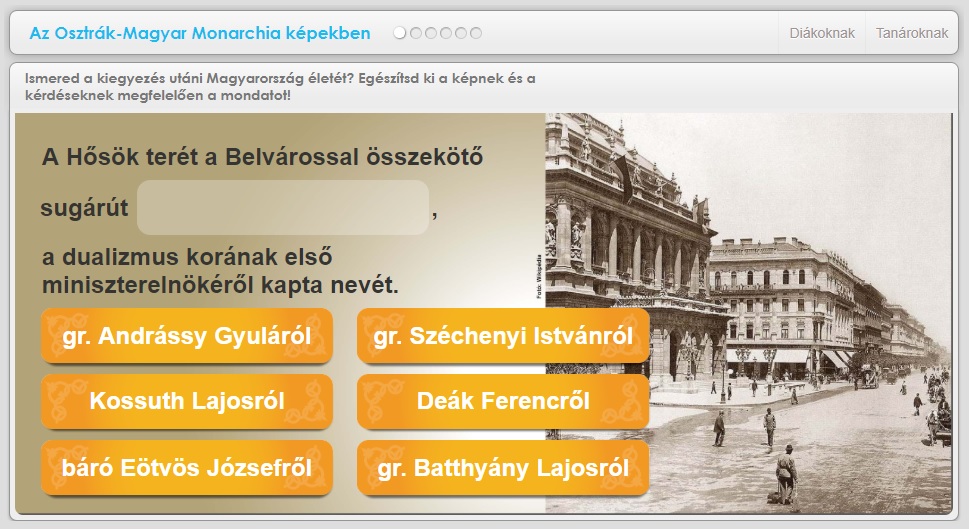 Az Osztrák-Magyar Monarchia képekben
Diákoknak
Tanároknak
Ismered a kiegyezés utáni Magyarország életét? Egészítsd ki a képnek és a
kérdéseknek megfelelően a mondatot!
A Hősök terét a Belvárossal összekötő
sugárút ,
a dualizmus korának első
miniszterelnökéről kapta nevét.
Fotó: Wikipédia
gr. Andrássy Gyuláról
gr. Széchenyi Istvánról
Kossuth Lajosról
Deák Ferencről
báró Eötvös Józsefről
gr. Batthyány Lajosról